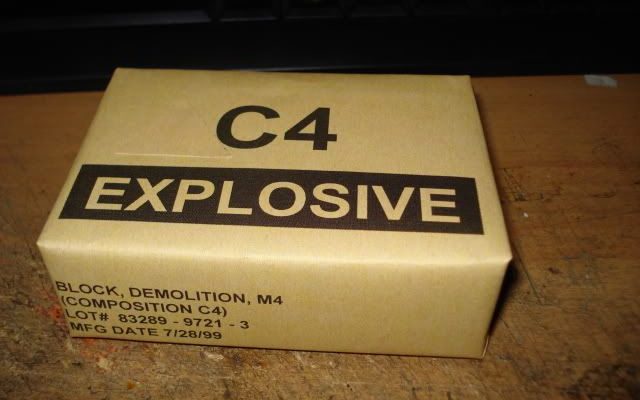 C4
EXPLOSIVE
BLOCK, DEMOLITION, M4
(COMPOSITION C4)
LOT# 83289 - 9721 - 3
MFG DATE 7/28/99